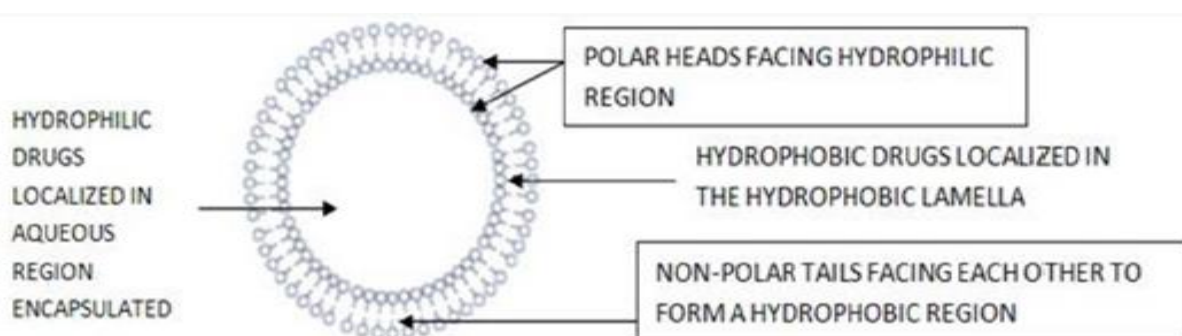 HYDROPHILIC
DRUGS
LOCALIZED IN
AQUEOUS
REGION
ENCAPSULATED
POLAR HEADS FACING HYDROPHILIC
REGION
HYDROPHOBIC DRUGS LOCALIZED IN
THE HYDROPHOBIC LAMELLA
NON-POLAR TAILS FACING EACH OTHER TO
FORM A HYDROPHOBIC REGION